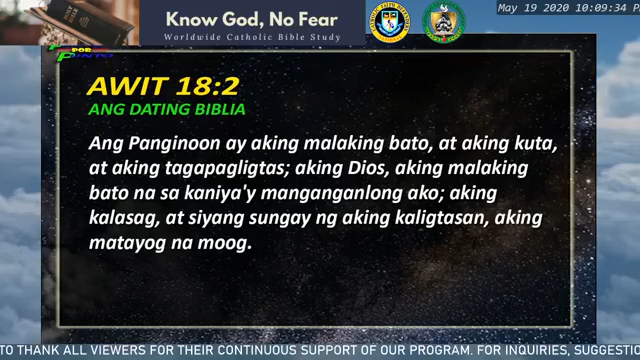 Know God, No Fear
Worldwide Catholic Bible Study
May 19 2020 10:09:34 P
POR
PUNTO
AWIT 18:2
ANG DATING BIBLIA
Ang Panginoon ay aking malaking bato, at aking kuta,
at aking tagapagligtas; aking Dios, aking malaking
bato na sa kaniya'y manganganlong ako; aking
kalasag, at siyang sungay ng aking kaligtasan, aking
matayog na moog.
TO THANK ALL VIEWERS FOR THEIR CONTINUOUS SUPPORT OF OUR PROGRAM. FOR INQUIRIES, SUGGESTIO